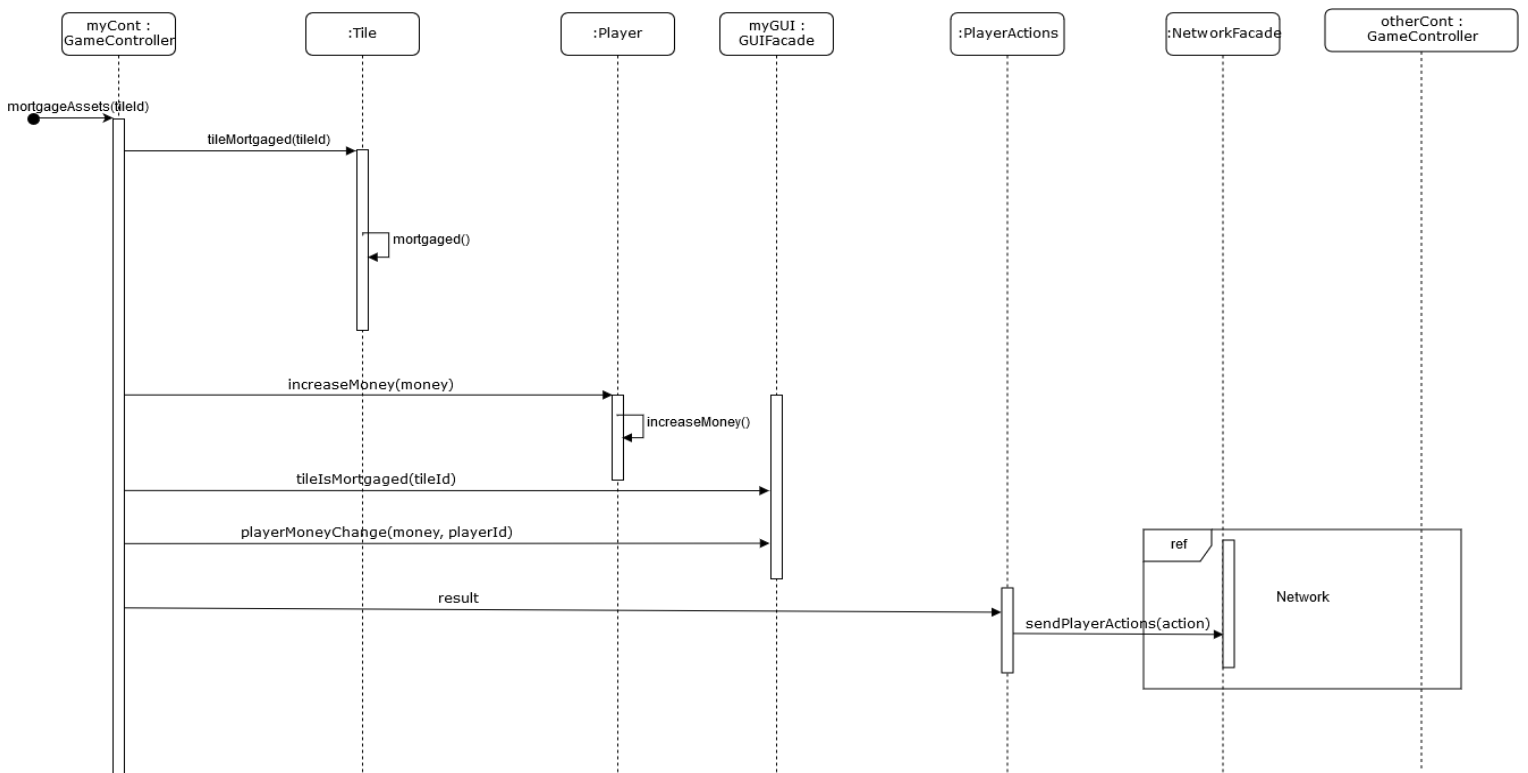 myCont :
GameController
:Tile
:Player
myGUI :
GUIFacade
:PlayerActions
:NetworkFacade
otherCont :
GameController
mortgageAssets(tileId)
tileMortgaged(tileId)
mortgaged()
increaseMoney(money)
increaseMoney()
tileIsMortgaged(tileId)
playerMoneyChange(money, playerId)
ref
Network
result
sendPlayerActions(action)